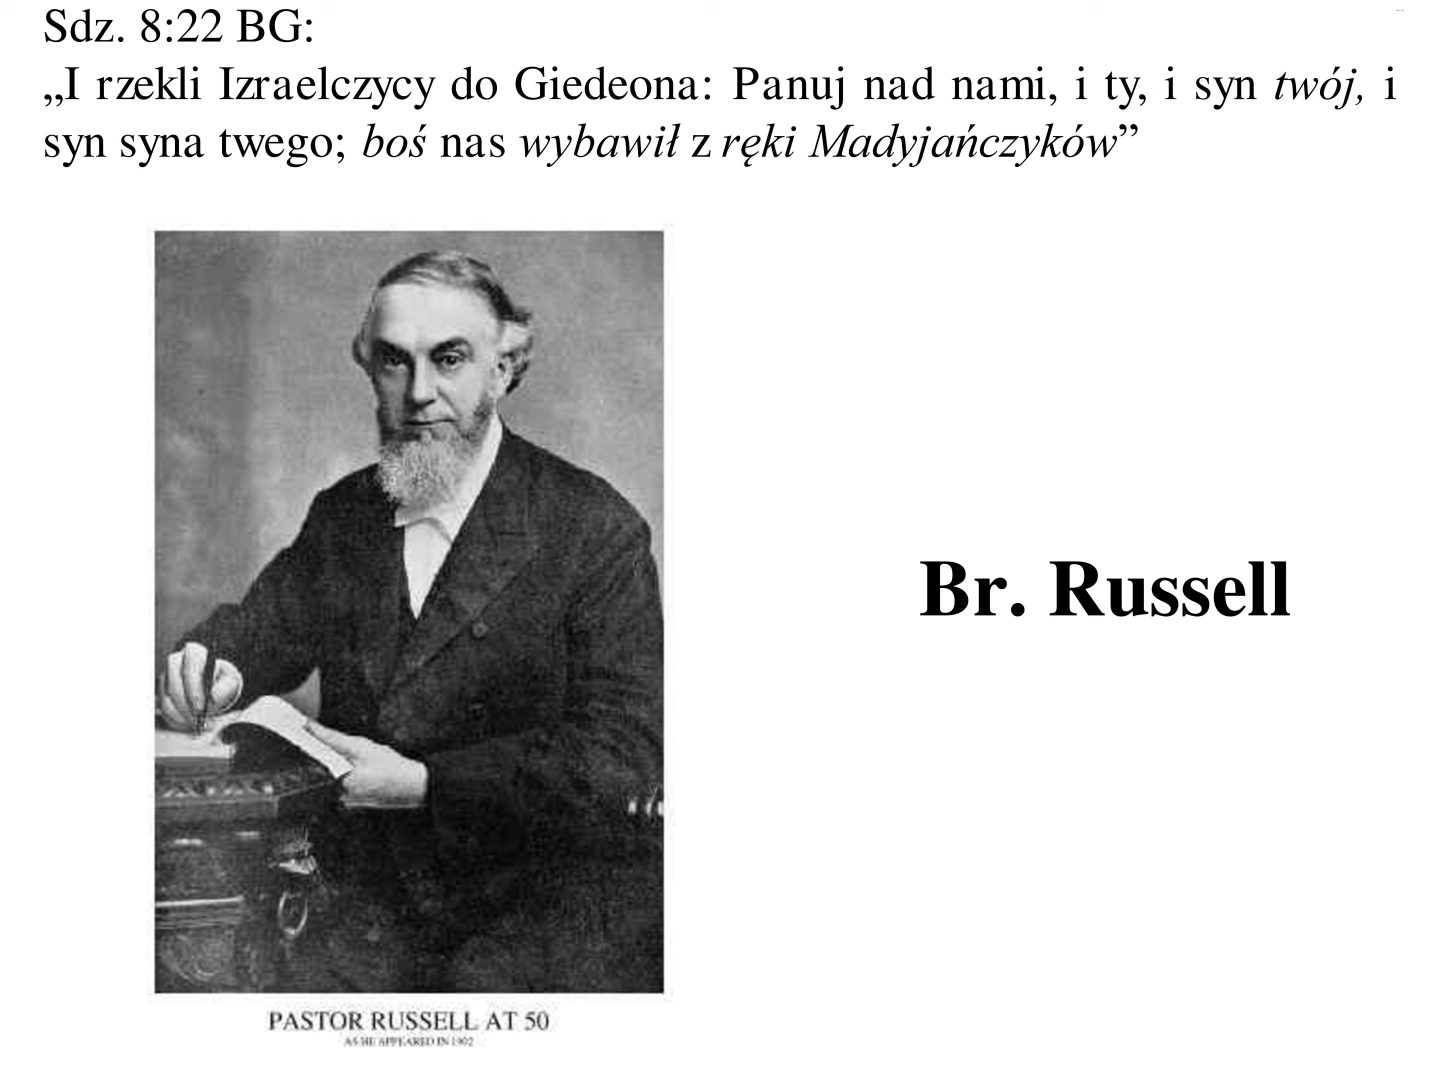 Sdz. 8:22 BG:
„I rzekli Izraelczycy do Giedeona: Panuj nad nami, i ty, i syn twój, i
syn syna twego; boś nas wybawił z ręki Madyjańczyków”
Br. Russell
PASTOR RUSSELL AT 50
AS HE APPEARED IN 1902